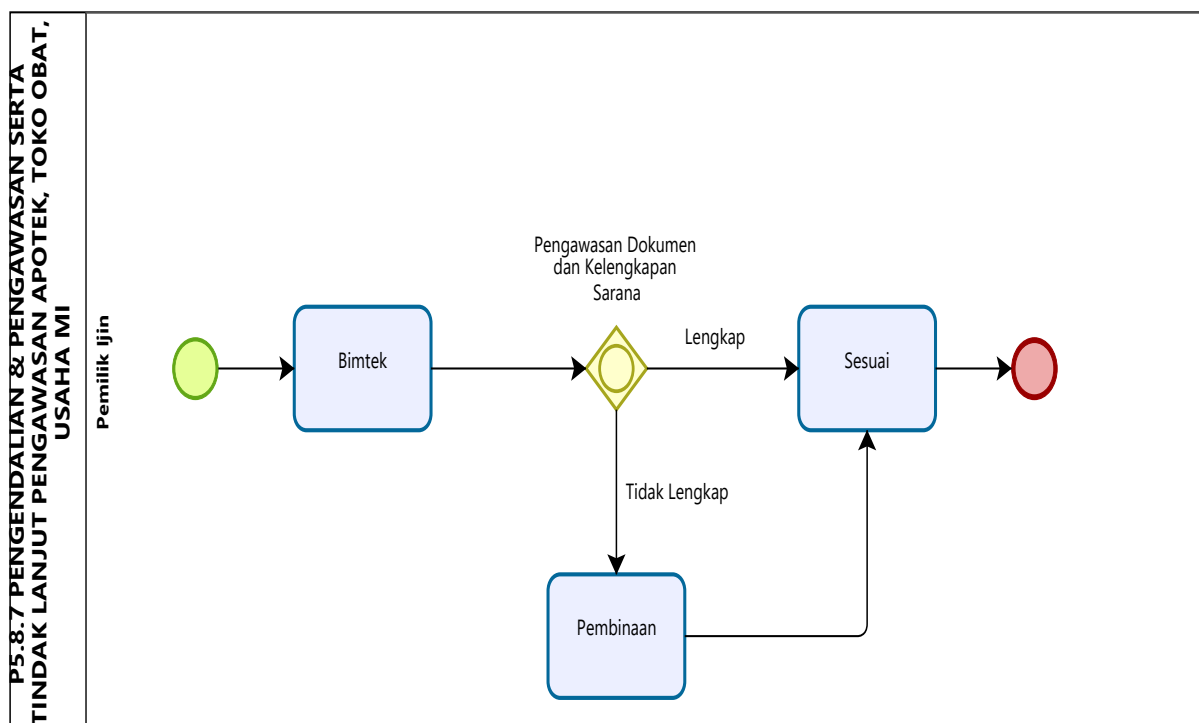 P5.8.7 PENGENDALIAN & PENGAWASAN SERTA
TINDAK LANJUT PENGAWASAN APOTEK, TOKO OBAT,
USAHA MI
Pemilik Ijin
Bimtek
Pengawasan Dokumen
dan Kelengkapan
Sarana
Lengkap
Sesuai
Tidak Lengkap
Pembinaan